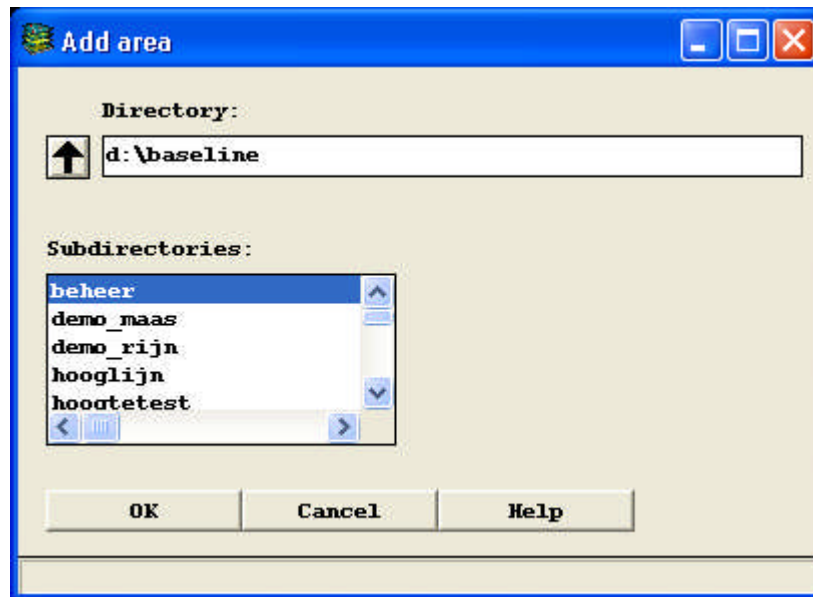 Add area
Directory:
d:\baseline
Subdirectories:
beheer
demo_maas
demo_rijn
hooglijn
hoogtetest
OK Cancel Help